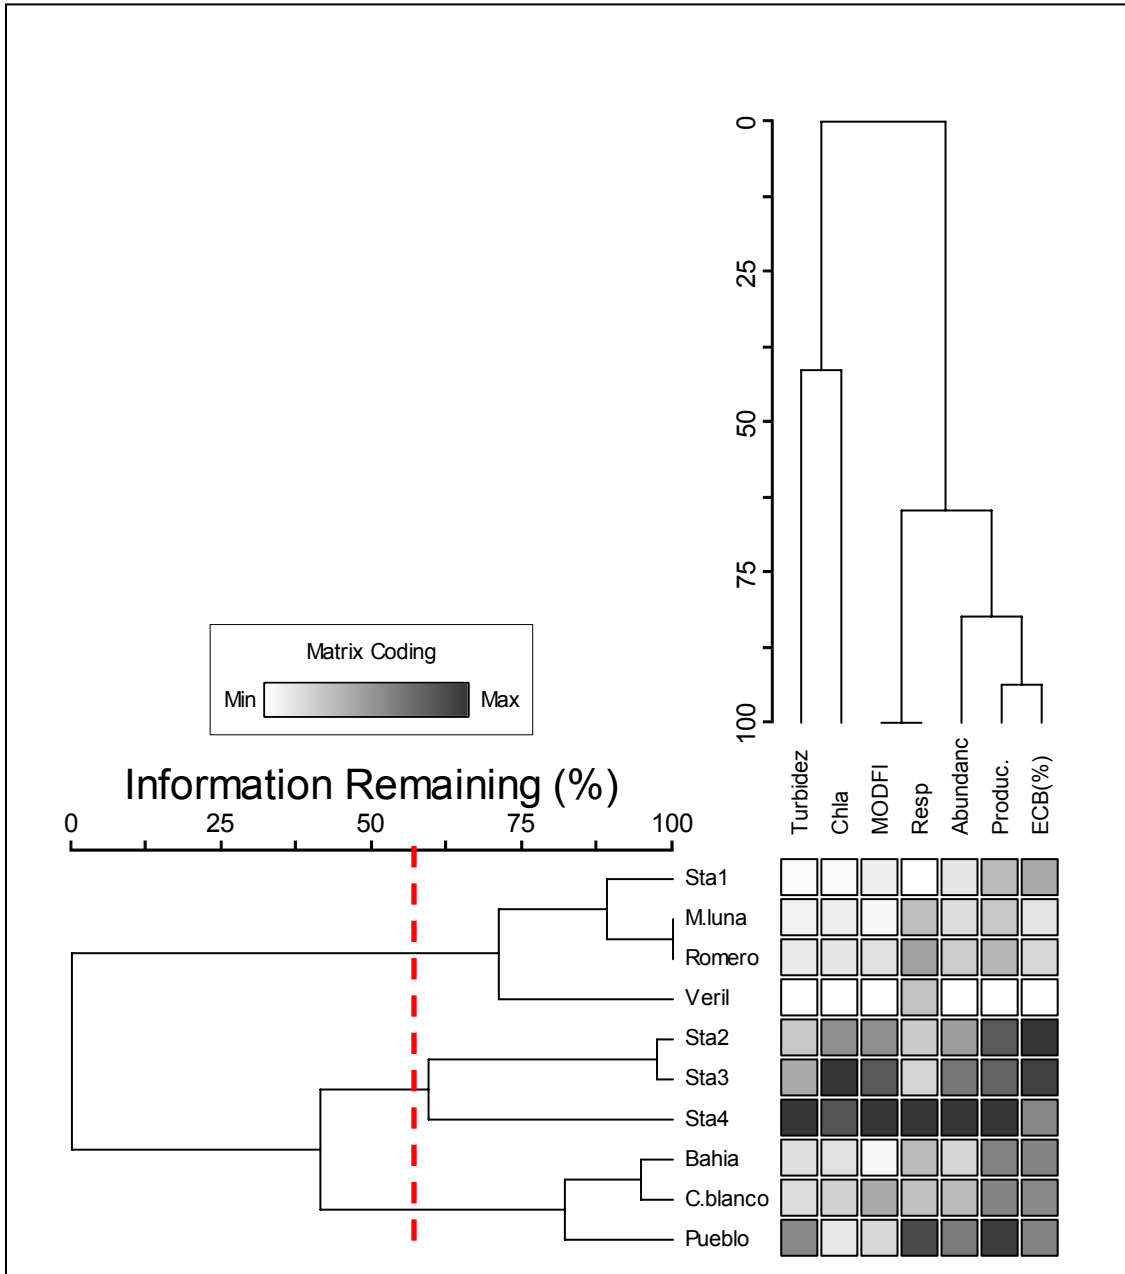 0
25
50
75
100
Matrix Coding
Min Max
Turbidez
Chla
MODFI
Resp
Abundanc
Produc.
ECB(%)
Information Remaining (%)
0 25 50 75 100
Sta1
M.luna
Romero
Veril
Sta2
Sta3
Sta4
Bahia
C.blanco
Pueblo